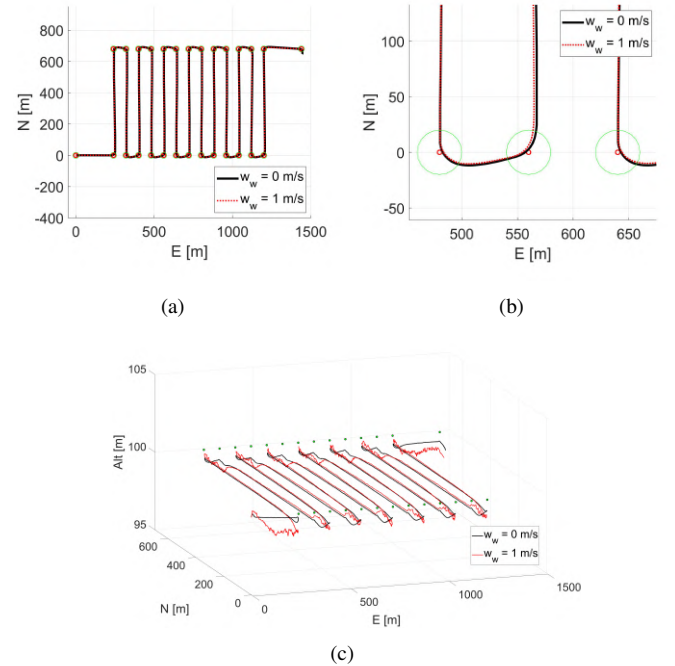 800
600
400
200
0
-200
-400
N [m]
0
500
1000
1500
E [m]
w_w = 0 m/s
w_w = 1 m/s
(a)
100
50
0
-50
N [m]
500
550
600
650
E [m]
w_w = 0 m/s
w_w = 1 m/s
(b)
105
100
95
Alt [m]
600
400
200
0
N [m]
0
500
1000
1500
E [m]
w_w = 0 m/s
w_w = 1 m/s
(c)